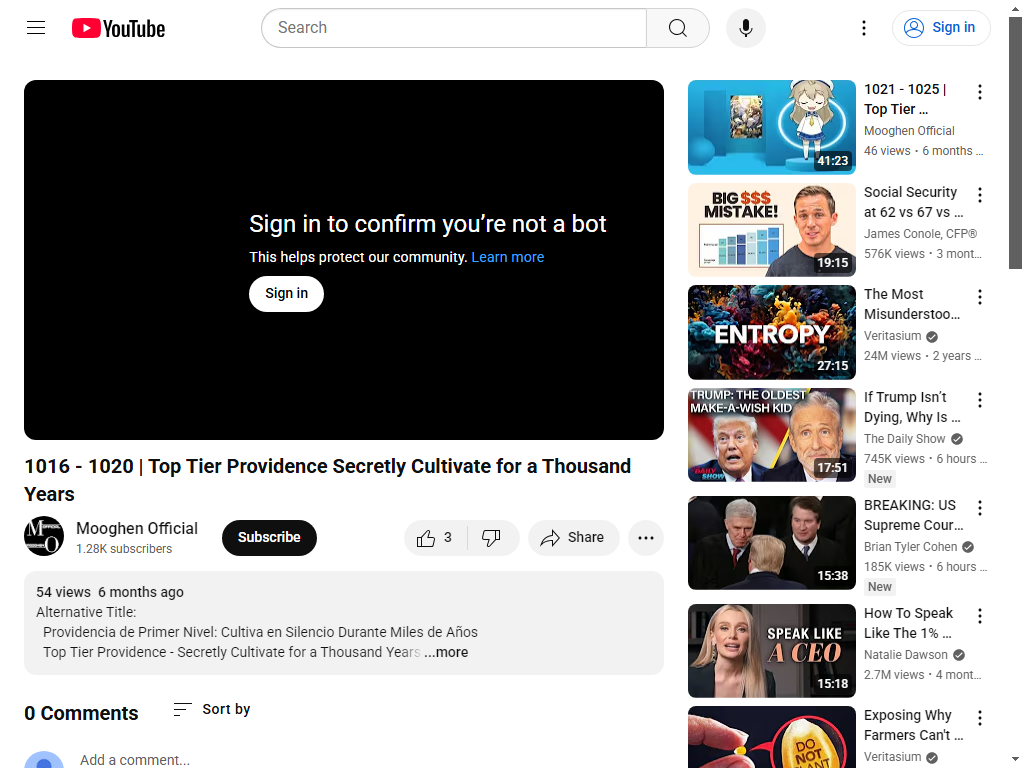 YouTube
Search
Sign in
Sign in to confirm you’re not a bot
This helps protect our community. Learn more
Sign in
1016 - 1020 | Top Tier Providence Secretly Cultivate for a Thousand
Years
Mooghen Official
1.28K subscribers
Subscribe
3
Share
54 views 6 months ago
Alternative Title:
Providencia de Primer Nivel: Cultiva en Silencio Durante Miles de Años
Top Tier Providence - Secretly Cultivate for a Thousand Years ...more
0 Comments
Sort by
Add a comment...
41:23
1021 - 1025 |
Top Tier ...
Mooghen Official
46 views • 6 months ...
BIG $$$
MISTAKE!
19:15
Social Security
at 62 vs 67 vs ...
James Conole, CFP®
576K views • 3 mont...
ENTROPY
27:15
The Most
Misunderstoo...
Veritasium
24M views • 2 years ...
TRUMP: THE OLDEST
MAKE-A-WISH KID
DAILY
SHOW
17:51
If Trump Isn’t
Dying, Why Is ...
The Daily Show
745K views • 6 hours ...
New
15:38
BREAKING: US
Supreme Cour...
Brian Tyler Cohen
185K views • 6 hours ...
New
SPEAK LIKE
A CEO
15:18
How To Speak
Like The 1% ...
Natalie Dawson
2.7M views • 4 mont...
DO
NOT
Exposing Why
Farmers Can't ...
Veritasium